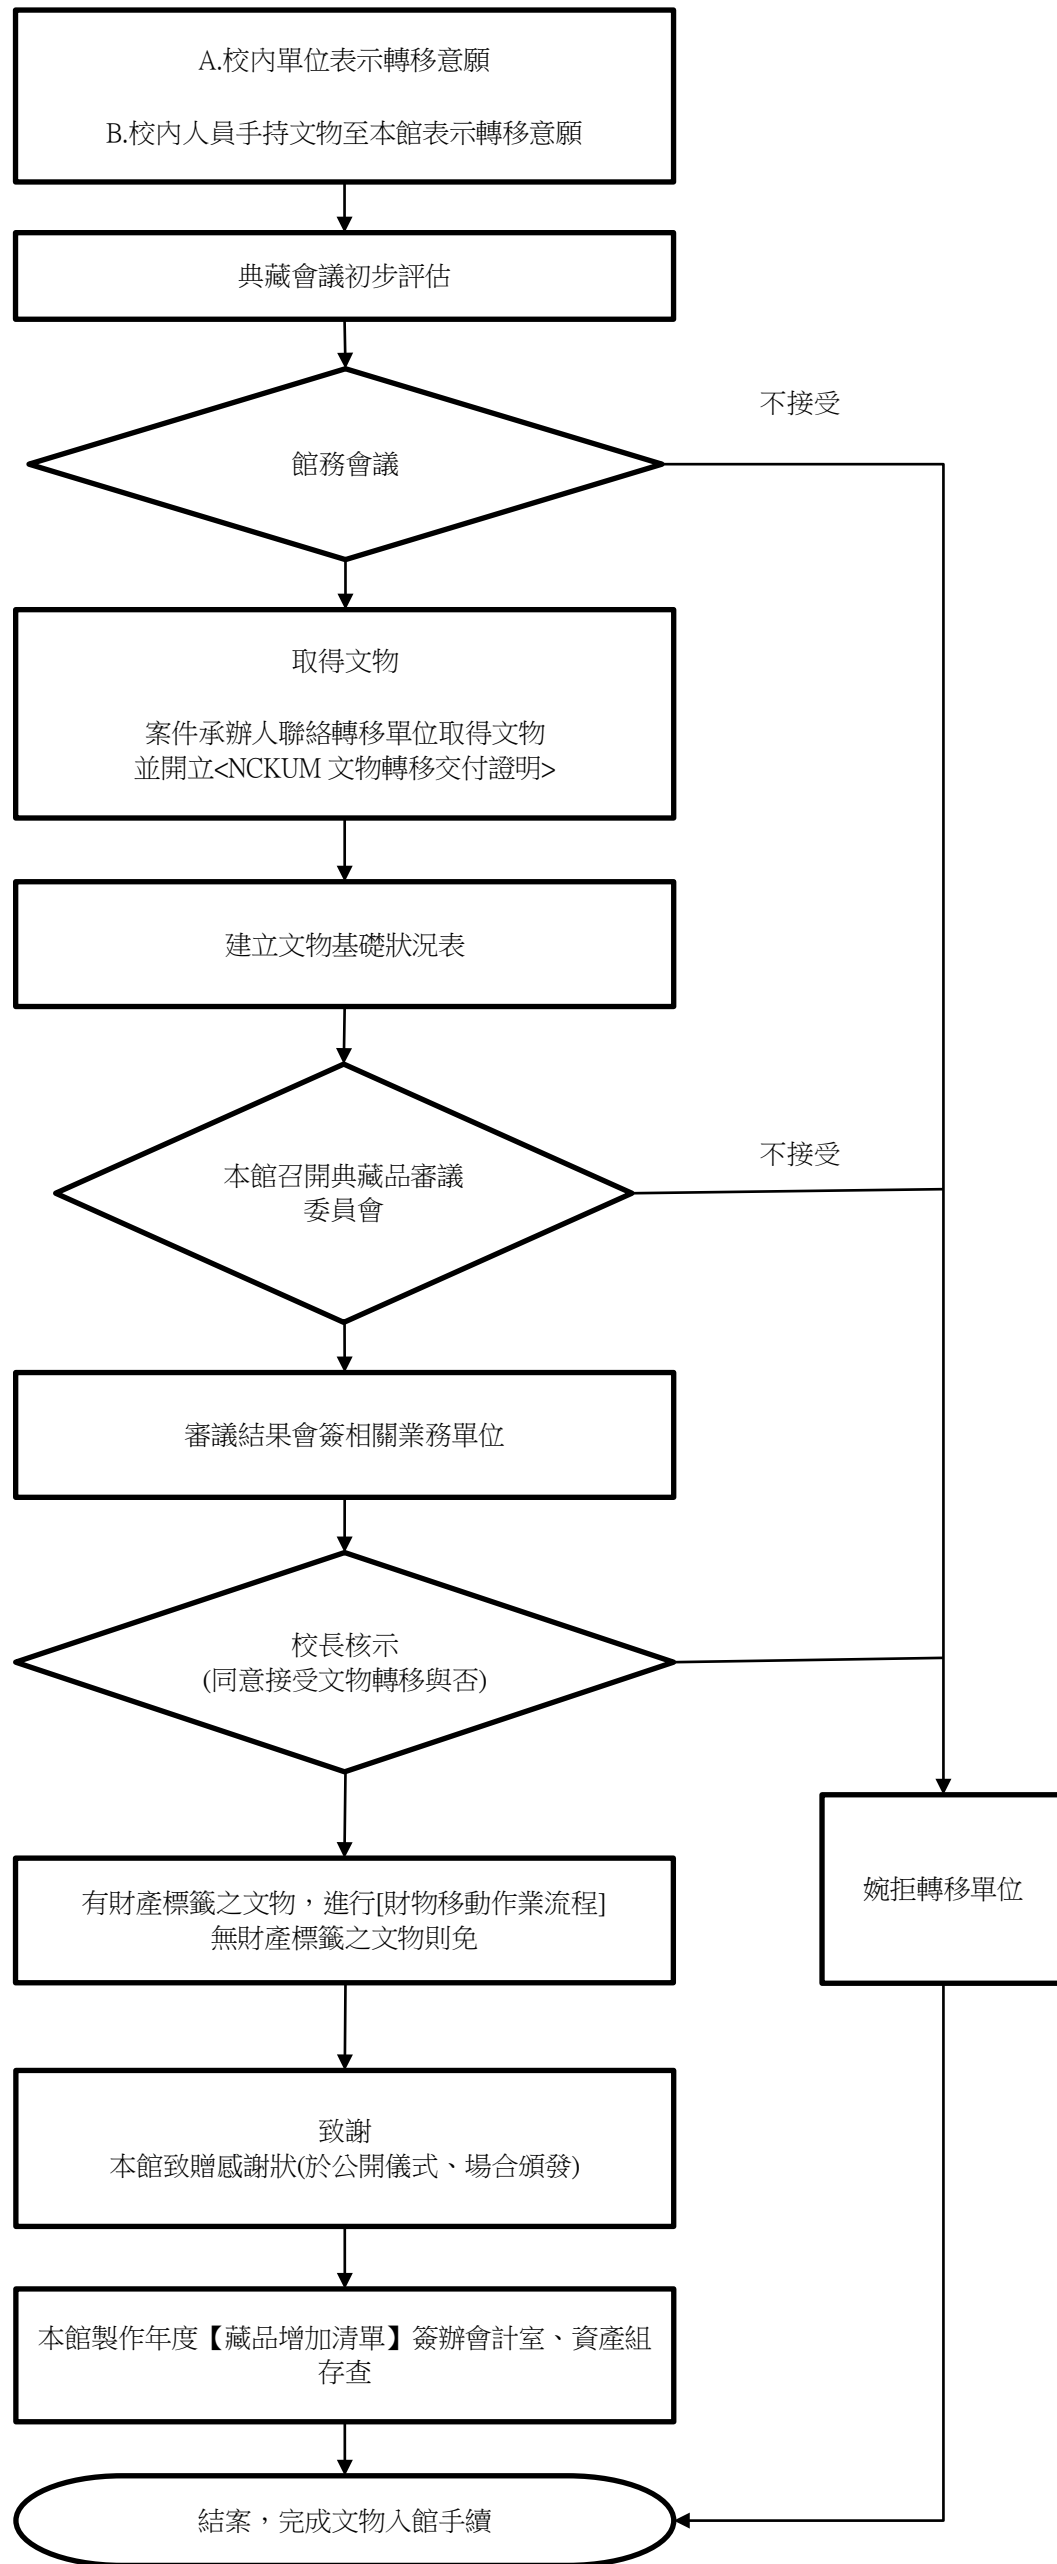 A.校內單位表示轉移意願
B.校內人員手持文物至本館表示轉移意願
典藏會議初步評估
不接受
館務會議
取得文物
案件承辦人聯絡轉移單位取得文物
並開立<NCKUM 文物轉移交付證明>
建立文物基礎狀況表
不接受
本館召開典藏品審議
委員會
審議結果會簽相關業務單位
校長核示
(同意接受文物轉移與否)
有財產標籤之文物，進行[財物移動作業流程]
無財產標籤之文物則免
婉拒轉移單位
致謝
本館致贈感謝狀(於公開儀式、場合頒發)
本館製作年度【藏品增加清單】簽辦會計室、資產組
存查
結案，完成文物入館手續